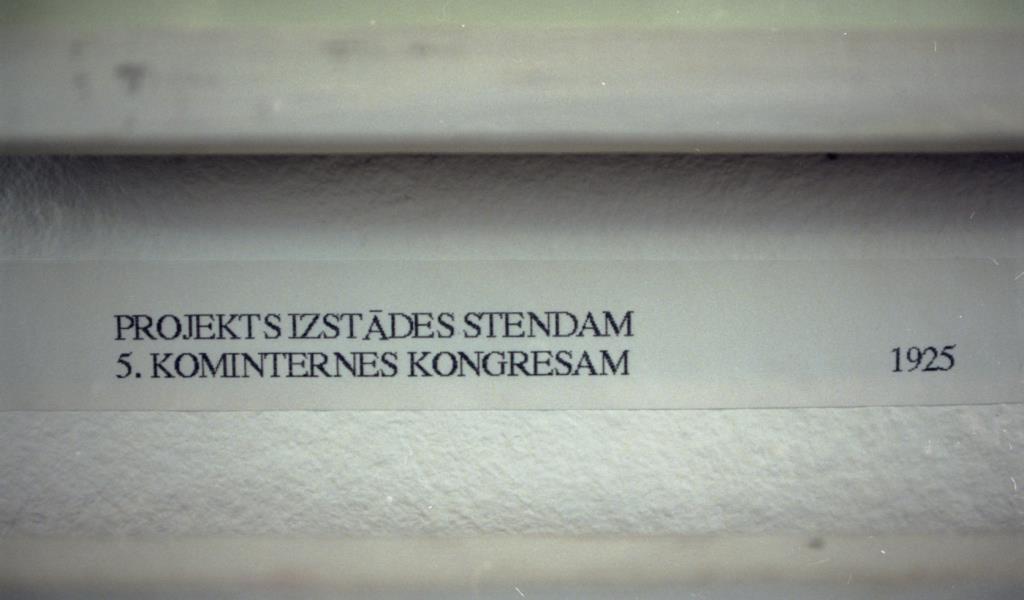 PROJEKTS IZSTĀDES STENDAM
5. KOMINTERNES KONGRESAM 1925